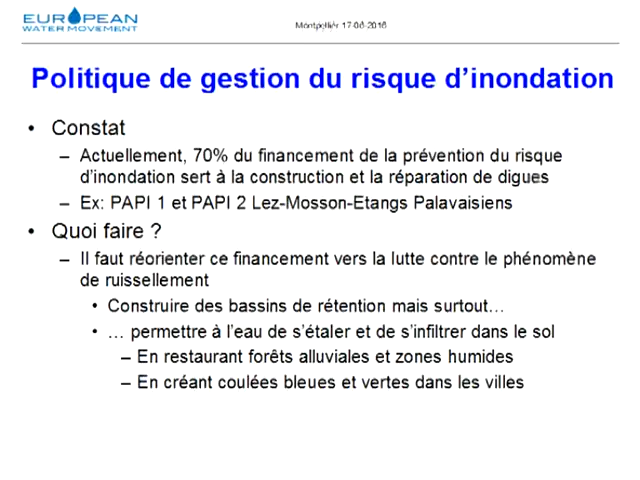 EUROPEAN
WATER MOVEMENT
Montpellier 17-06-2016
Politique de gestion du risque d'inondation
• Constat
– Actuellement, 70% du financement de la prévention du risque
d'inondation sert à la construction et la réparation de digues
– Ex: PAPI 1 et PAPI 2 Lez-Mosson-Etangs Palavaisiens
• Quoi faire ?
– Il faut réorienter ce financement vers la lutte contre le phénomène
de ruissellement
• Construire des bassins de rétention mais surtout…
• … permettre à l'eau de s'étaler et de s'infiltrer dans le sol
– En restaurant forêts alluviales et zones humides
– En créant coulées bleues et vertes dans les villes